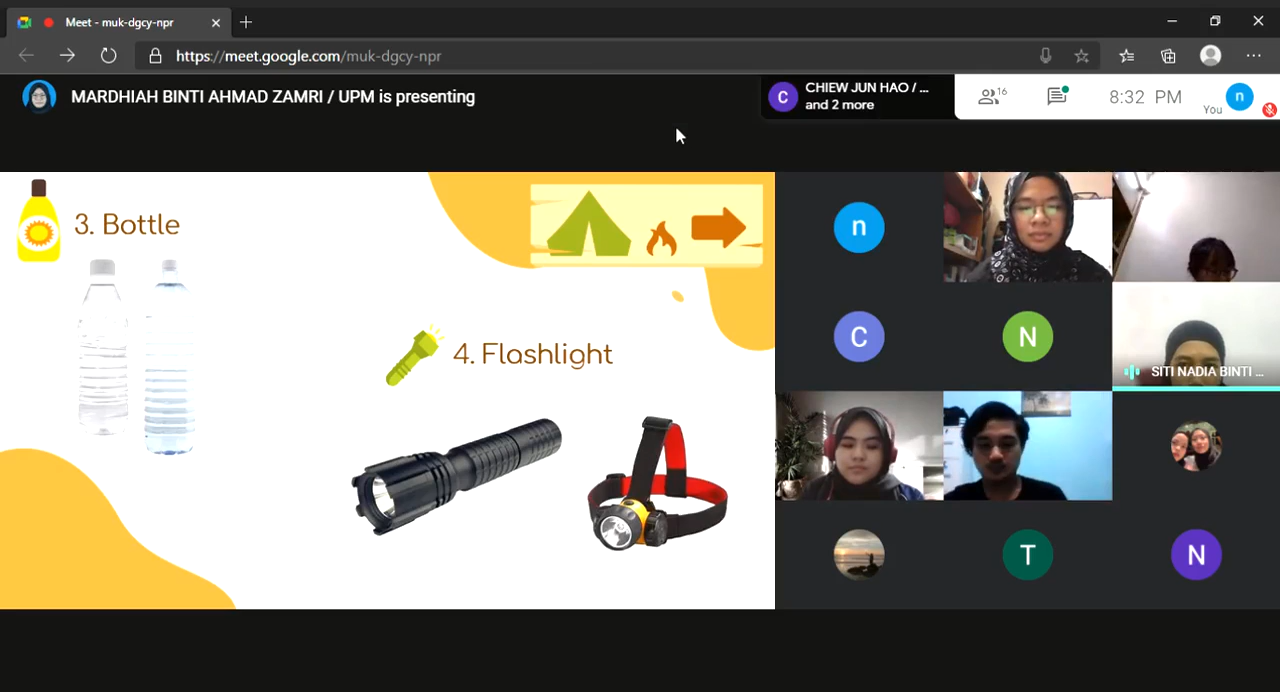 Meet - muk-dgcy-npr
https://meet.google.com/muk-dgcy-npr
MARDHIAH BINTI AHMAD ZAMRI / UPM is presenting
C
CHIEW JUN HAO / ...
and 2 more
16
8:32 PM
You
n
3. Bottle
4. Flashlight
n
C
N
SITI NADIA BINTI ...
T
N